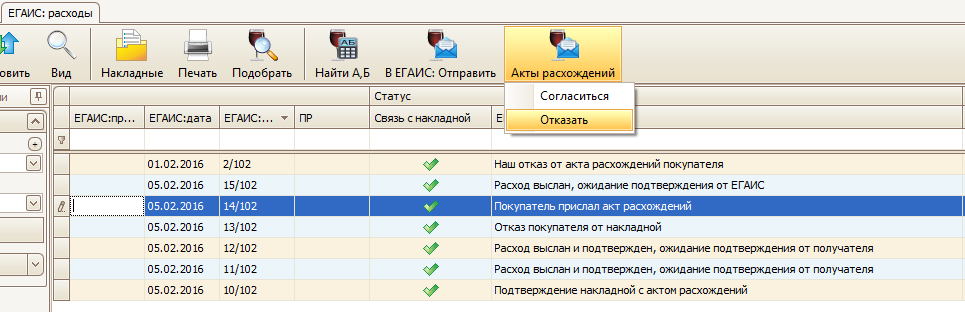 ЕГАИС: расходы
овить Вид Накладные Печать Подобрать Найти А,Б В ЕГАИС: Отправить Акты расхождений
Согласиться
Отказать
ии
Статус
ЕГАИС:пр... ЕГАИС:дата ЕГАИС:... ПР Связь с накладной Е
01.02.2016 2/102 Наш отказ от акта расхождений покупателя
05.02.2016 15/102 Расход выслан, ожидание подтверждения от ЕГАИС
05.02.2016 14/102 Покупатель прислал акт расхождений
05.02.2016 13/102 Отказ покупателя от накладной
05.02.2016 12/102 Расход выслан и подтвержден, ожидание подтверждения от получателя
05.02.2016 11/102 Расход выслан и подтвержден, ожидание подтверждения от получателя
05.02.2016 10/102 Подтверждение накладной с актом расхождений